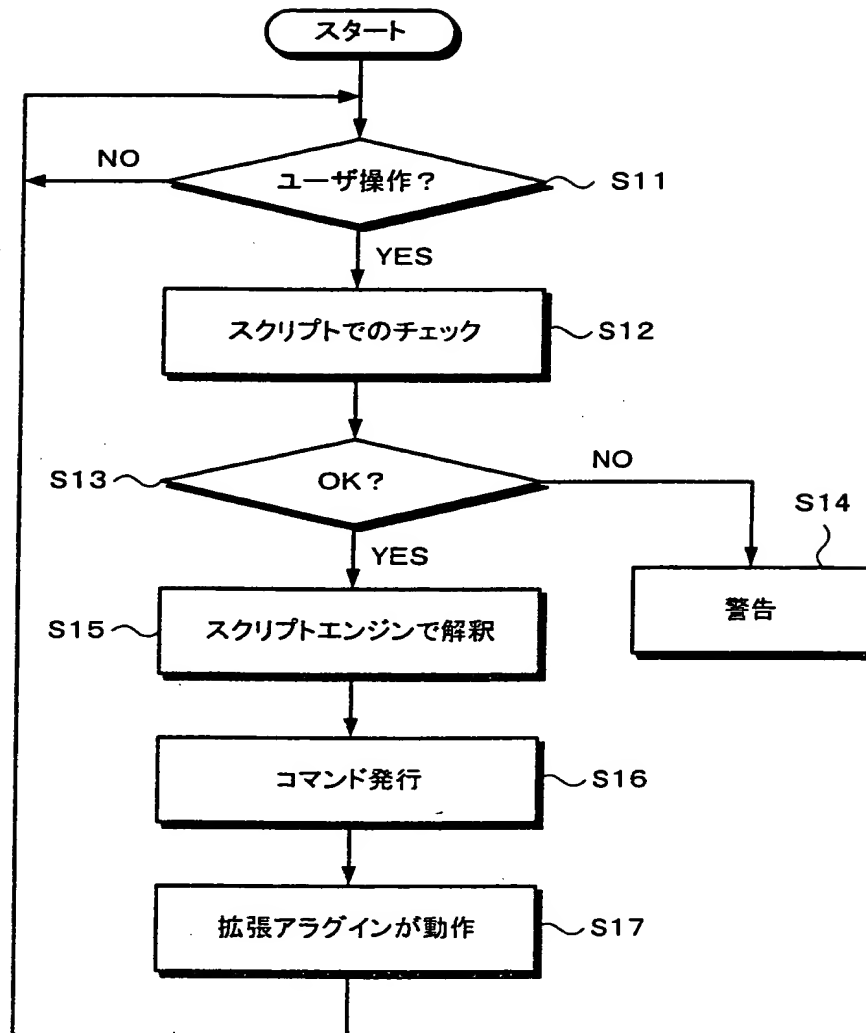 スタート
NO
ユーザ操作?
S11
YES
スクリプトでのチェック
S12
S13
OK?
NO
S14
YES
警告
S15
スクリプトエンジンで解釈
コマンド発行
S16
拡張アラグインが動作
S17